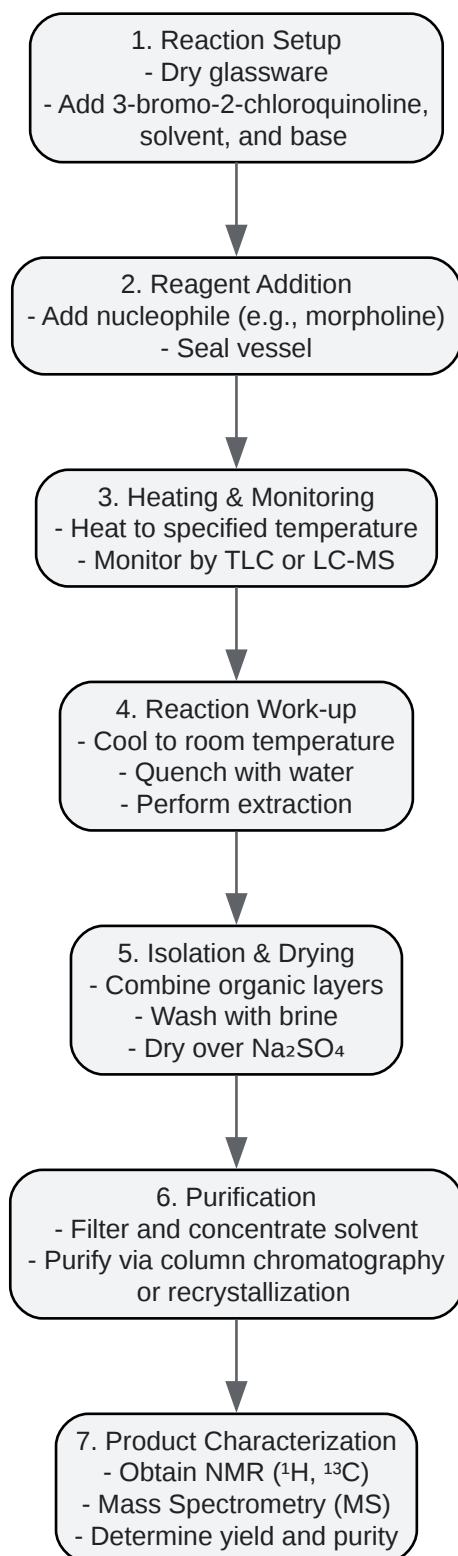 1. Reaction Setup
- Dry glassware
- Add 3-bromo-2-chloroquinoline,
solvent, and base
2. Reagent Addition
- Add nucleophile (e.g., morpholine)
- Seal vessel
3. Heating & Monitoring
- Heat to specified temperature
- Monitor by TLC or LC-MS
4. Reaction Work-up
- Cool to room temperature
- Quench with water
- Perform extraction
5. Isolation & Drying
- Combine organic layers
- Wash with brine
- Dry over Na₂SO₄
6. Purification
- Filter and concentrate solvent
- Purify via column chromatography
or recrystallization
7. Product Characterization
- Obtain NMR (¹H, ¹³C)
- Mass Spectrometry (MS)
- Determine yield and purity